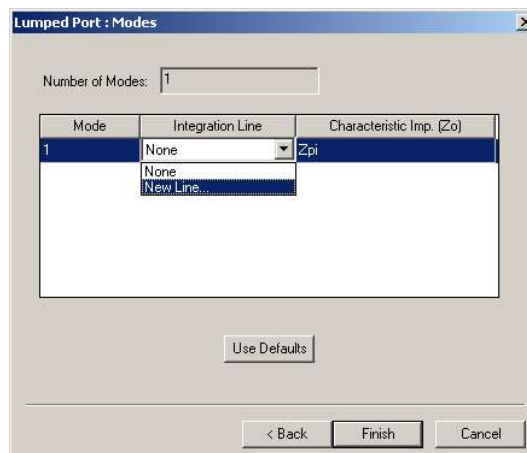 Lumped Port : Modes
Number of Modes: 1
Mode Integration Line Characteristic Imp. (Zo)
1 None Zpi
None
New Line...
Use Defaults
< Back Finish Cancel